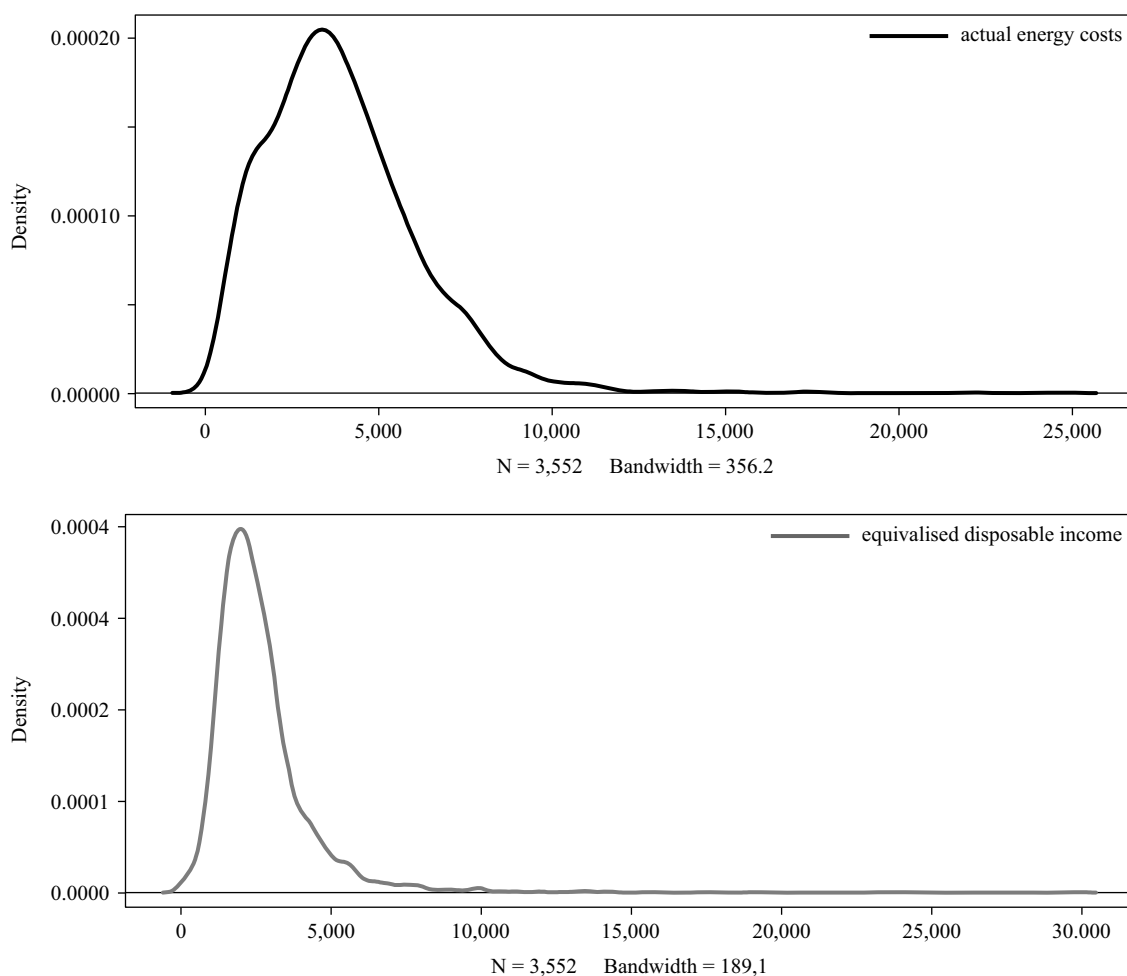 actual energy costs
Density
0.00020
0.00010
0.00000
0 5,000 10,000 15,000 20,000 25,000
N = 3,552 Bandwidth = 356.2
equivalised disposable income
Density
0.0004
0.0004
0.0002
0.0001
0.0000
0 5,000 10,000 15,000 20,000 25,000 30.000
N = 3,552 Bandwidth = 189,1